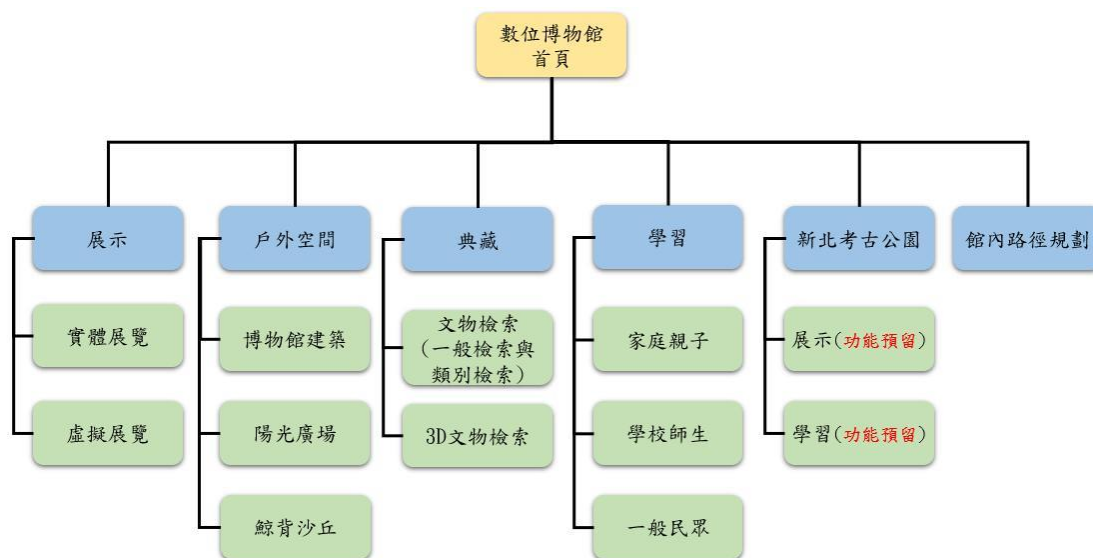 數位博物館
首頁
展示
戶外空間
典藏
學習
新北考古公園
館內路徑規劃
實體展覽
虛擬展覽
博物館建築
陽光廣場
鯨背沙丘
文物檢索
(一般檢索與
類別檢索)
3D文物檢索
家庭親子
學校師生
一般民眾
展示(功能預留)
學習(功能預留)